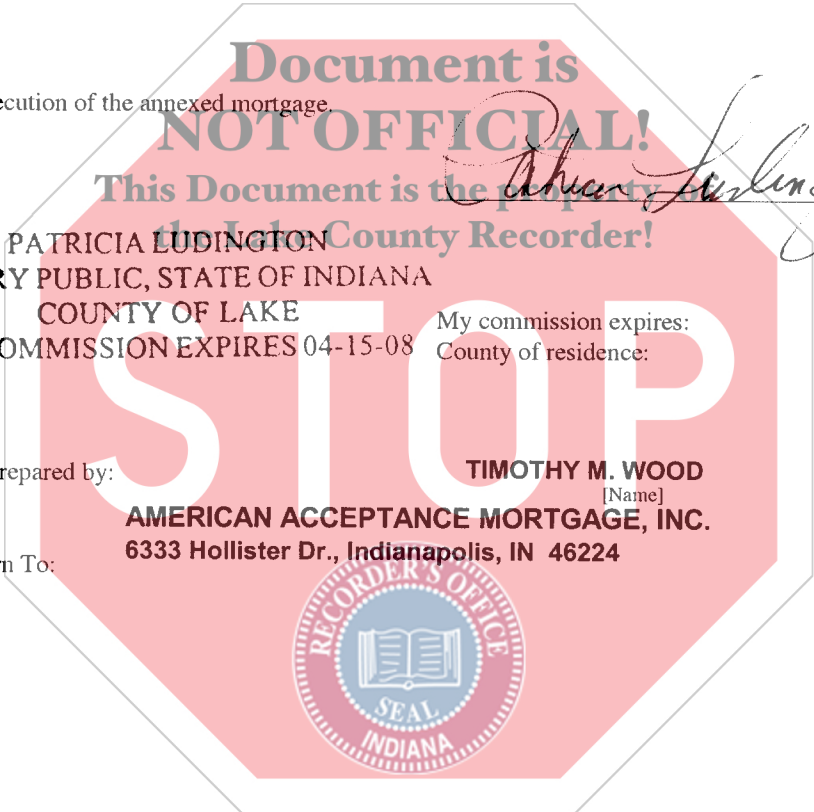 Document is
ecution of the annexed mortgage.
NOT OFFICIAL!
This Document is the property of
the Lake County Recorder!
PATRICIA LUDINGTON
RY PUBLIC, STATE OF INDIANA
COUNTY OF LAKE
OMMISSION EXPIRES 04-15-08
My commission expires:
County of residence:
STOP
repared by:
TIMOTHY M. WOOD
[Name]
AMERICAN ACCEPTANCE MORTGAGE, INC.
6333 Hollister Dr., Indianapolis, IN 46224
n To:
RECORDER'S OFFICE
SEAL
INDIANA